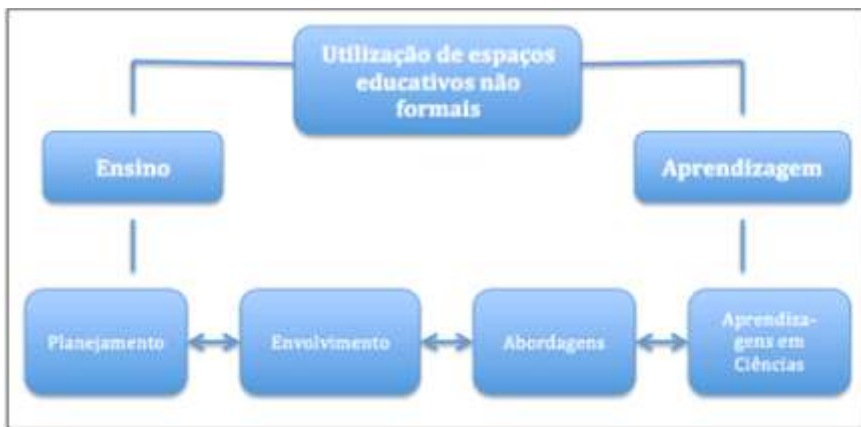 Utilização de espaços
educativos não
formais
Ensino
Aprendizagem
Planejamento
Envolvimento
Abordagens
Aprendiza-
gens em
Ciências